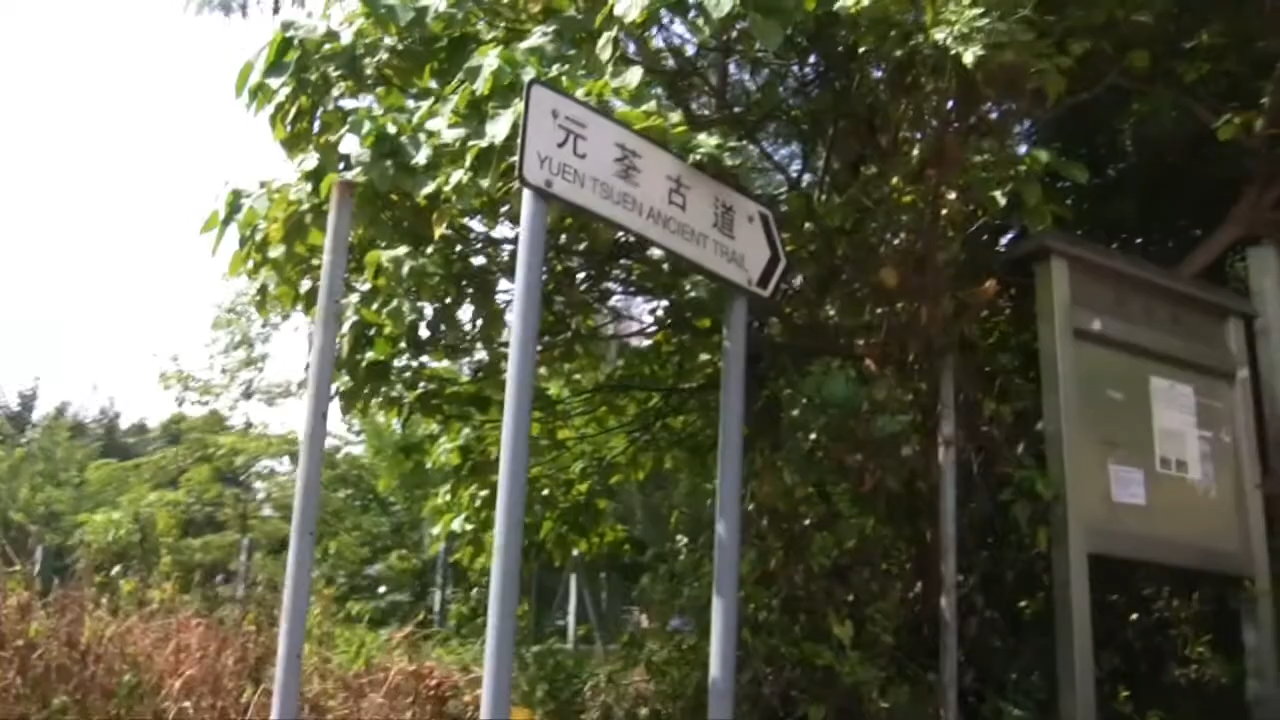 元荃古道
YUEN TSUEN ANCIENT TRAIL